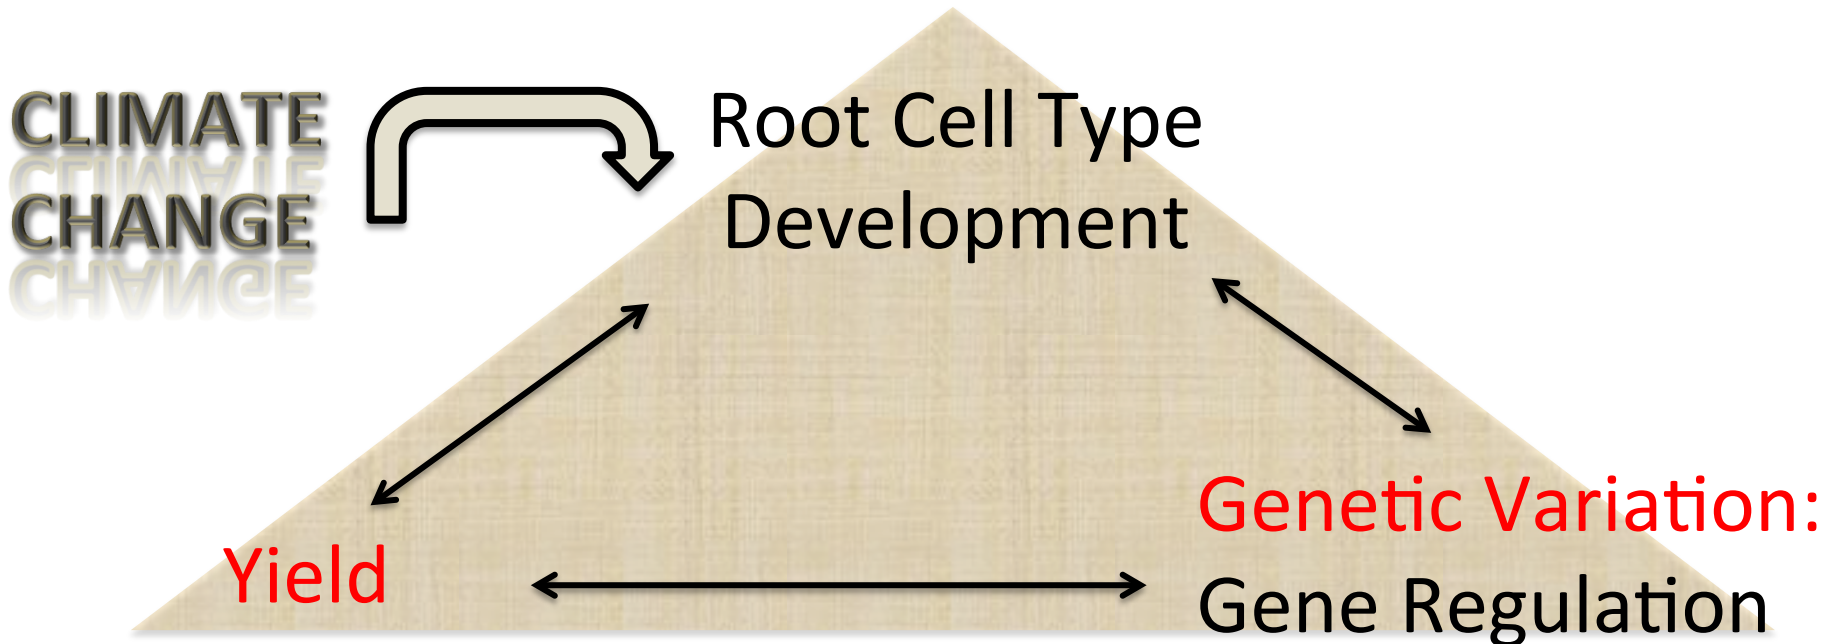 CLIMATE
CHANGE
Root Cell Type
Development
Yield
Genetic Variation:
Gene Regulation